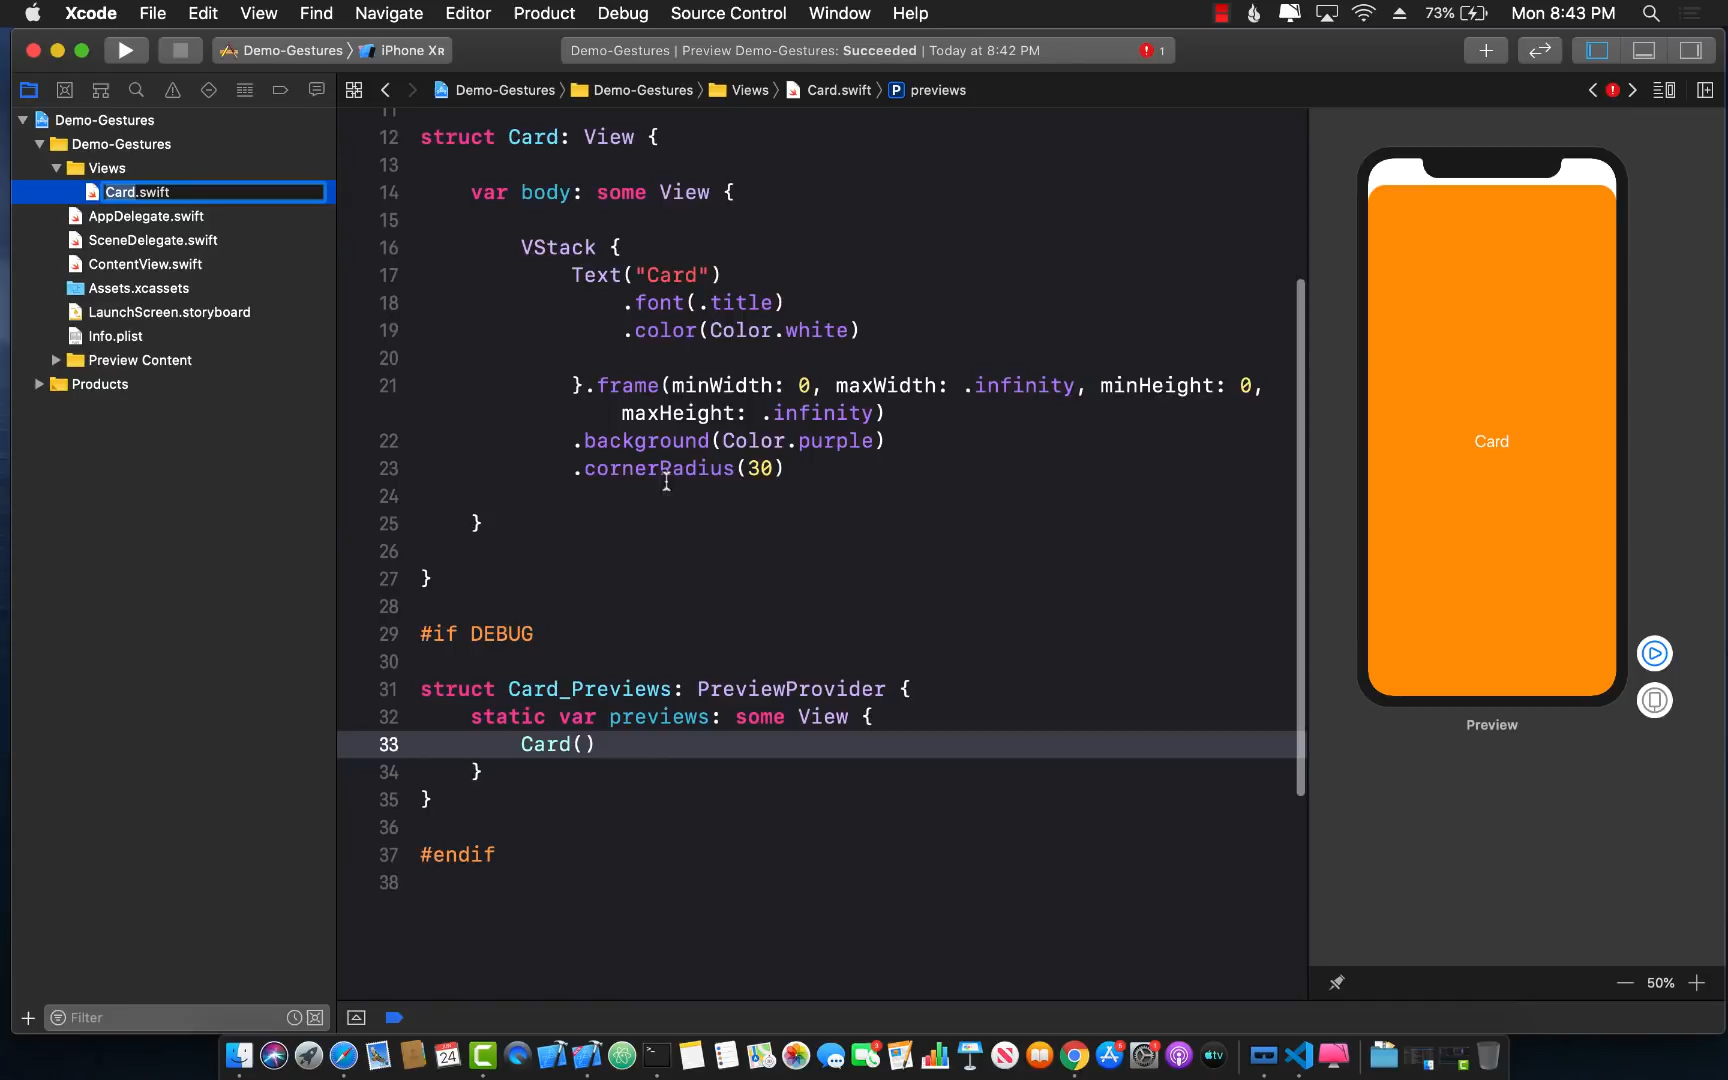 Xcode File Edit View Find Navigate Editor Product Debug Source Control Window Help 73% Mon 8:43 PM
Demo-Gestures iPhone XR Demo-Gestures | Preview Demo-Gestures: Succeeded | Today at 8:42 PM 1
Demo-Gestures Demo-Gestures Views Card.swift P previews
Demo-Gestures
Demo-Gestures
Views
Card.swift
AppDelegate.swift
SceneDelegate.swift
ContentView.swift
Assets.xcassets
LaunchScreen.storyboard
Info.plist
Preview Content
Products
Filter
11
12 struct Card: View {
13
14 var body: some View {
15
16 VStack {
17 Text("Card")
18 .font(.title)
19 .color(Color.white)
20
21 }.frame(minWidth: 0, maxWidth: .infinity, minHeight: 0,
maxHeight: .infinity)
22 .background(Color.purple)
23 .cornerRadius(30)
24
25 }
26
27 }
28
29 #if DEBUG
30
31 struct Card_Previews: PreviewProvider {
32 static var previews: some View {
33 Card()
34 }
35 }
36
37 #endif
38
Card
Preview
50%